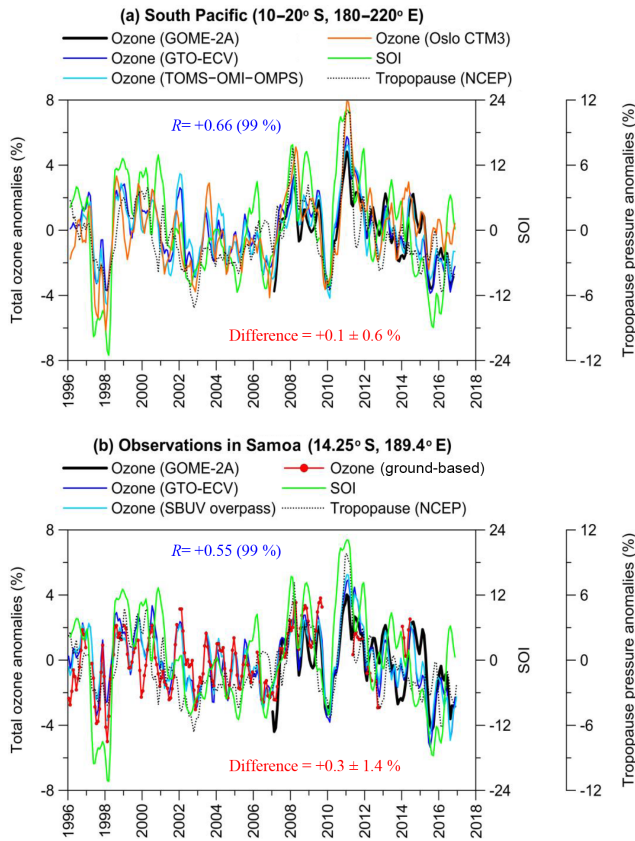 (a) South Pacific (10–20° S, 180–220° E)
Ozone (GOME-2A)
Ozone (Oslo CTM3)
Ozone (GTO-ECV)
SOI
Ozone (TOMS–OMI–OMPS)
Tropopause (NCEP)
8 24 12
R= +0.66 (99 %)
4 12 6
0 0 0
-4 -12 -6
Difference = +0.1 ± 0.6 %
-8 -24 -12
Total ozone anomalies (%)
SOI
Tropopause pressure anomalies (%)
1996 1998 2000 2002 2004 2006 2008 2010 2012 2014 2016 2018
(b) Observations in Samoa (14.25° S, 189.4° E)
Ozone (GOME-2A)
Ozone (ground-based)
Ozone (GTO-ECV)
SOI
Ozone (SBUV overpass)
Tropopause (NCEP)
8 24 12
R= +0.55 (99 %)
4 12 6
0 0 0
-4 -12 -6
Difference = +0.3 ± 1.4 %
-8 -24 -12
Total ozone anomalies (%)
SOI
Tropopause pressure anomalies (%)
1996 1998 2000 2002 2004 2006 2008 2010 2012 2014 2016 2018